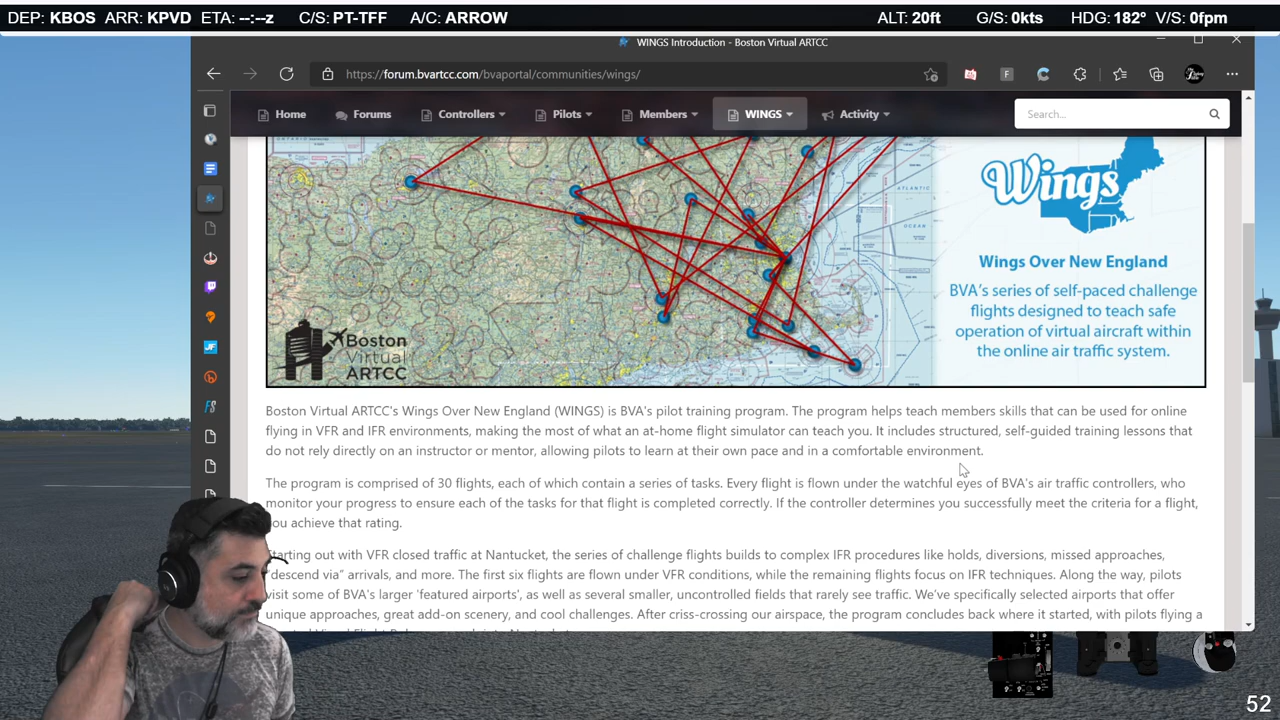 DEP: KBOS ARR: KPVD ETA: --:--z C/S: PT-TFF A/C: ARROW ALT: 20ft G/S: 0kts HDG: 182° V/S: 0fpm
WINGS Introduction - Boston Virtual ARTCC
https://forum.bvartcc.com/bvaportal/communities/wings/
Home Forums Controllers Pilots Members WINGS Activity Search...
Wings
Wings Over New England
BVA's series of self-paced challenge
flights designed to teach safe
operation of virtual aircraft within
the online air traffic system.
Boston
Virtual
ARTCC
Boston Virtual ARTCC's Wings Over New England (WINGS) is BVA's pilot training program. The program helps teach members skills that can be used for online
flying in VFR and IFR environments, making the most of what an at-home flight simulator can teach you. It includes structured, self-guided training lessons that
do not rely directly on an instructor or mentor, allowing pilots to learn at their own pace and in a comfortable environment.
The program is comprised of 30 flights, each of which contain a series of tasks. Every flight is flown under the watchful eyes of BVA's air traffic controllers, who
monitor your progress to ensure each of the tasks for that flight is completed correctly. If the controller determines you successfully meet the criteria for a flight,
you achieve that rating.
Starting out with VFR closed traffic at Nantucket, the series of challenge flights builds to complex IFR procedures like holds, diversions, missed approaches,
"descend via" arrivals, and more. The first six flights are flown under VFR conditions, while the remaining flights focus on IFR techniques. Along the way, pilots
visit some of BVA's larger 'featured airports', as well as several smaller, uncontrolled fields that rarely see traffic. We've specifically selected airports that offer
unique approaches, great add-on scenery, and cool challenges. After criss-crossing our airspace, the program concludes back where it started, with pilots flying a
52